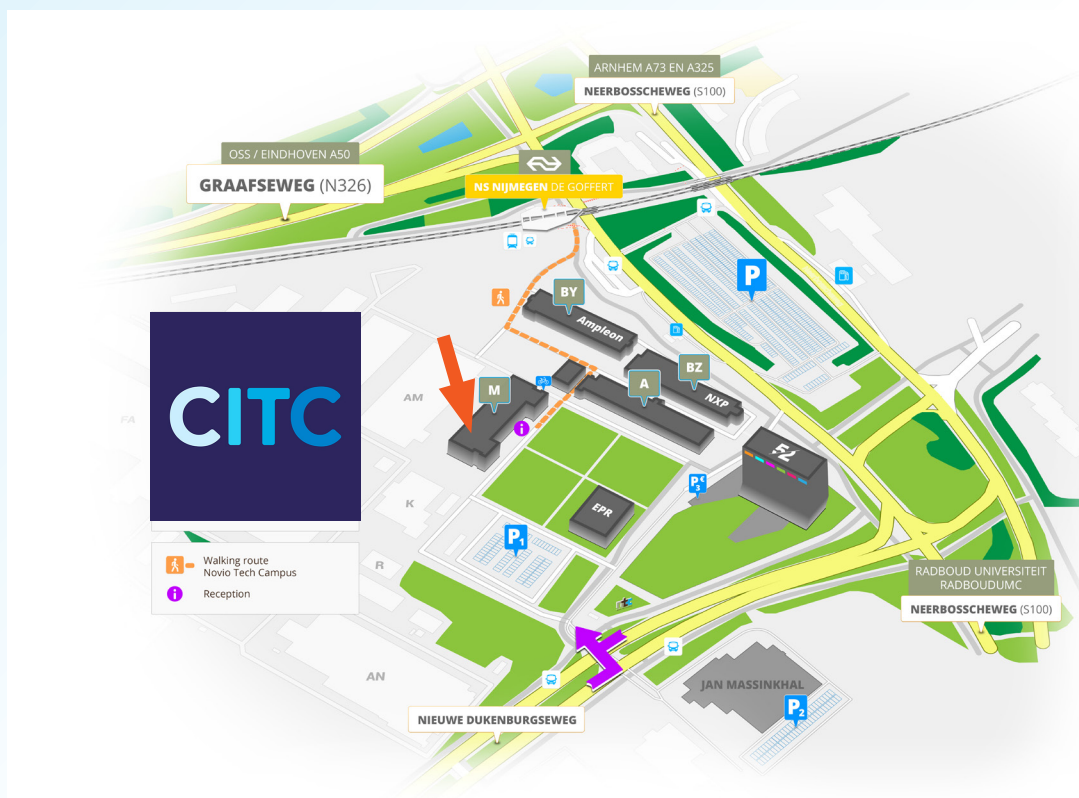 ARNHEM A73 EN A325
NEERBOSSCHEWEG (S100)
OSS / EINDHOVEN A50
GRAAFSEWEG (N326)
NS NIJMEGEN DE GOFFERT
P
BY
Ampleon
BZ
NXP
A
M
i
AM
FA
CITC
52
P3€
EPR
K
P1
Walking route
Novio Tech Campus
i
Reception
R
RADBOUD UNIVERSITEIT
RADBOUDUMC
NEERBOSSCHEWEG (S100)
AN
JAN MASSINKHAL
P2
NIEUWE DUKENBURGSEWEG